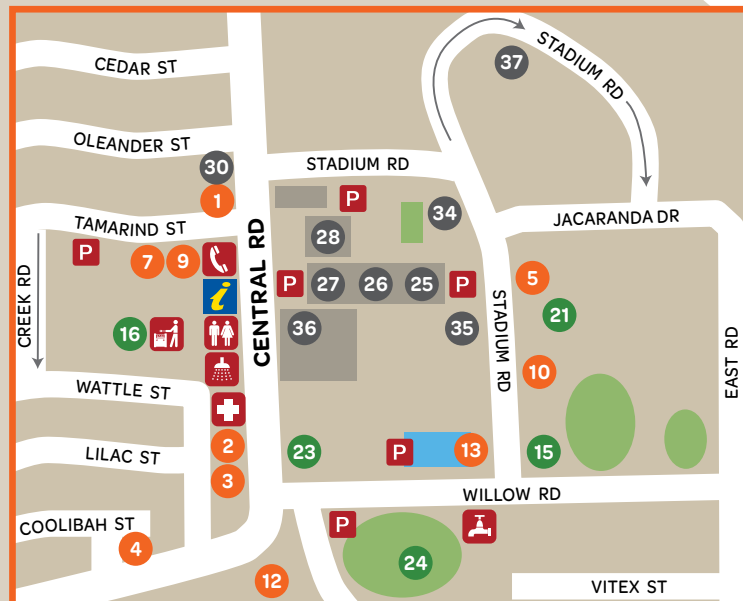 37
STADIUM RD
CEDAR ST
OLEANDER ST
30
STADIUM RD
1
P
34
TAMARIND ST
JACARANDA DR
28
P
7
9
CREEK RD
CENTRAL RD
P
27
26
25
P
5
i
36
35
STADIUM RD
21
EAST RD
16
10
WATTLE ST
2
23
P
13
15
LILAC ST
3
WILLOW RD
COOLIBAH ST
P
4
24
12
VITEX ST